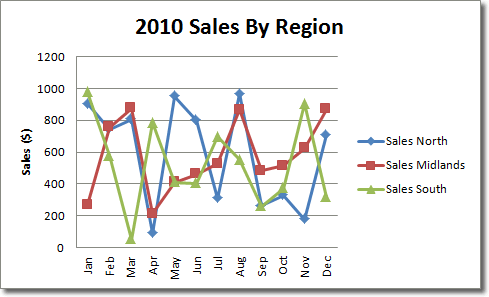 2010 Sales By Region
1200
1000
800
600
400
200
0
Sales ($)
Jan
Feb
Mar
Apr
May
Jun
Jul
Aug
Sep
Oct
Nov
Dec
Sales North
Sales Midlands
Sales South